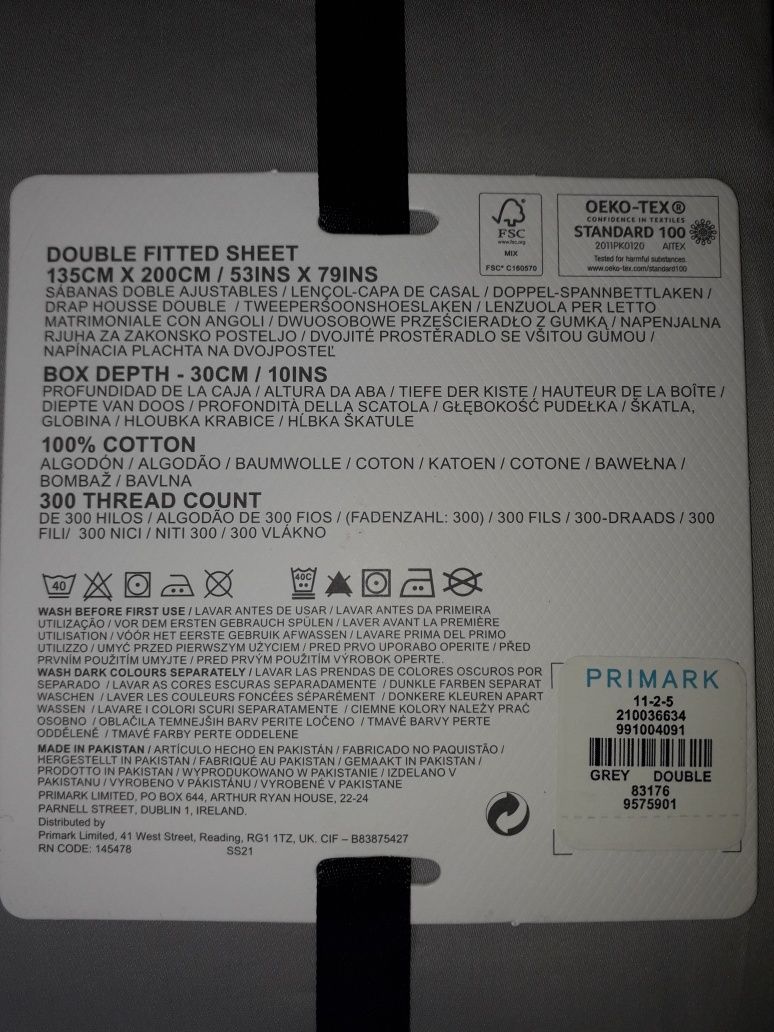 FSC
www.fsc.org
MIX
FSC® C160570
OEKO-TEX®
CONFIDENCE IN TEXTILES
STANDARD 100
2011PK0120 AITEX
Tested for harmful substances.
www.oeko-tex.com/standard100
DOUBLE FITTED SHEET
135CM X 200CM / 53INS X 79INS
SÁBANAS DOBLE AJUSTABLES / LENÇOL-CAPA DE CASAL / DOPPEL-SPANNBETTLAKEN /
DRAP HOUSSE DOUBLE / TWEEPERSOONSHOESLAKEN / LENZUOLA PER LETTO
MATRIMONIALE CON ANGOLI / DWUOSOBOWE PRZEŚCIERADŁO Z GUMKĄ / NAPENJALNA
RJUHA ZA ZAKONSKO POSTELJO / DVOJITÉ PROSTĚRADLO SE VŠITOU GUMOU /
NAPÍNACIA PLACHTA NA DVOJPOSTEĽ
BOX DEPTH - 30CM / 10INS
PROFUNDIDAD DE LA CAJA / ALTURA DA ABA / TIEFE DER KISTE / HAUTEUR DE LA BOÎTE /
DIEPTE VAN DOOS / PROFONDITÀ DELLA SCATOLA / GŁĘBOKOŚĆ PUDEŁKA / ŠKATLA,
GLOBINA / HLOUBKA KRABICE / HĹBKA ŠKATULE
100% COTTON
ALGODÓN / ALGODÃO / BAUMWOLLE / COTON / KATOEN / COTONE / BAWEŁNA /
BOMBAŽ / BAVLNA
300 THREAD COUNT
DE 300 HILOS / ALGODÃO DE 300 FIOS / (FADENZAHL: 300) / 300 FILS / 300-DRAADS / 300
FILI/ 300 NICI / NITI 300 / 300 VLÁKNO
40 40C
WASH BEFORE FIRST USE / LAVAR ANTES DE USAR / LAVAR ANTES DA PRIMEIRA
UTILIZAÇÃO / VOR DEM ERSTEN GEBRAUCH SPÜLEN / LAVER AVANT LA PREMIÈRE
UTILISATION / VÓÓR HET EERSTE GEBRUIK AFWASSEN / LAVARE PRIMA DEL PRIMO
UTILIZZO / UMYĆ PRZED PIERWSZYM UŻYCIEM / PRED PRVO UPORABO OPERITE / PŘED
PRVNÍM POUŽITÍM UMYJTE / PRED PRVÝM POUŽITÍM VÝROBOK OPERTE.
WASH DARK COLOURS SEPARATELY / LAVAR LAS PRENDAS DE COLORES OSCUROS POR
SEPARADO / LAVAR AS CORES ESCURAS SEPARADAMENTE / DUNKLE FARBEN SEPARAT
WASCHEN / LAVER LES COULEURS FONCÉES SÉPARÉMENT / DONKERE KLEUREN APART
WASSEN / LAVARE I COLORI SCURI SEPARATAMENTE / CIEMNE KOLORY NALEŻY PRAĆ
OSOBNO / OBLAČILA TEMNEJŠIH BARV PERITE LOČENO / TMAVÉ BARVY PERTE
ODDĚLENĚ / TMAVÉ FARBY PERTE ODDELENE
MADE IN PAKISTAN / ARTÍCULO HECHO EN PAKISTÁN / FABRICADO NO PAQUISTÃO /
HERGESTELLT IN PAKISTAN / FABRIQUÉ AU PAKISTAN / GEMAAKT IN PAKISTAN /
PRODOTTO IN PAKISTAN / WYPRODUKOWANO W PAKISTANIE / IZDELANO V
PAKISTANU / VYROBENO V PÁKISTÁNU / VYROBENÉ V PAKISTANE
PRIMARK LIMITED, PO BOX 644, ARTHUR RYAN HOUSE, 22-24
PARNELL STREET, DUBLIN 1, IRELAND.
Distributed by
Primark Limited, 41 West Street, Reading, RG1 1TZ, UK. CIF – B83875427
RN CODE: 145478 SS21
PRIMARK
11-2-5
210036634
991004091
GREY DOUBLE
83176
9575901